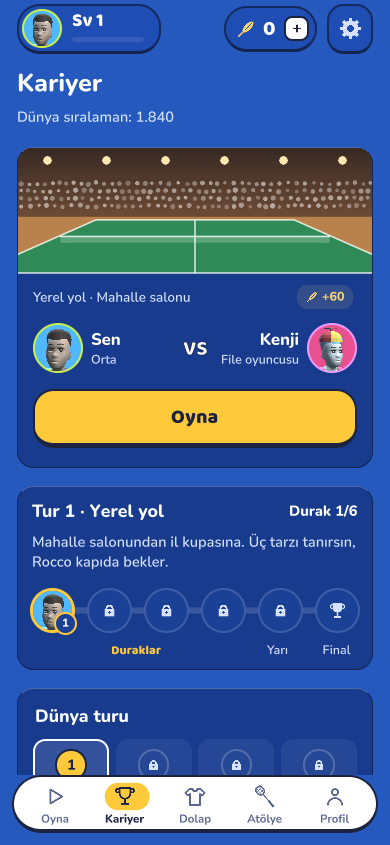 Sv 1
0
+
Kariyer
Dünya sıralaman: 1.840
Yerel yol · Mahalle salonu
+60
Sen
Orta
VS
Kenji
File oyuncusu
Oyna
Tur 1 · Yerel yol
Durak 1/6
Mahalle salonundan il kupasına. Üç tarzı tanırsın,
Rocco kapıda bekler.
1
Duraklar
Yarı
Final
Dünya turu
1
Oyna
Kariyer
Dolap
Atölye
Profil